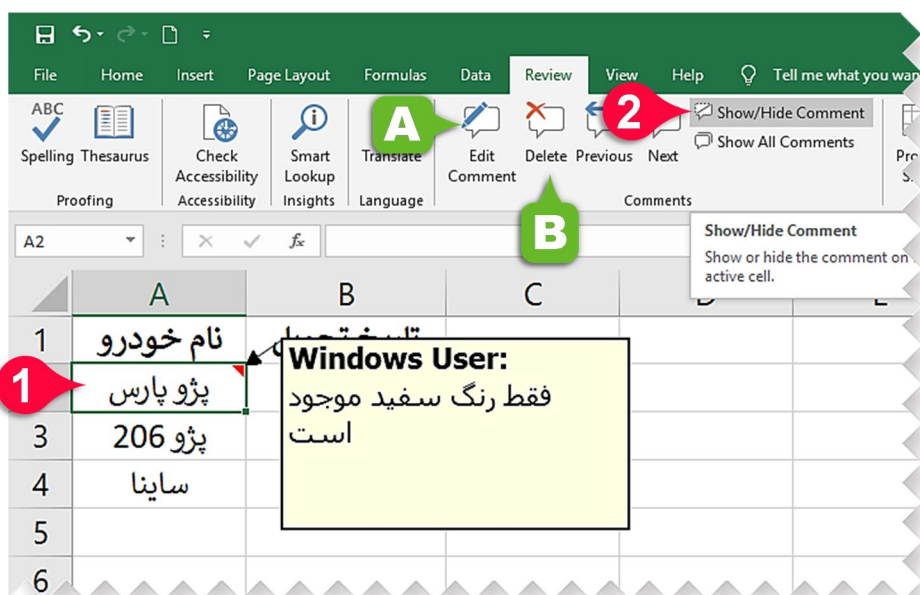 File Home Insert Page Layout Formulas Data Review View Help Tell me what you
ABC
Spelling Thesaurus Check Accessibility Smart Lookup Translate Edit Comment Delete Previous Next
Show/Hide Comment
Show All Comments
Proofing Accessibility Insights Language Comments
A
B
2
A2 fx
Show/Hide Comment
Show or hide the comment on
active cell.
A B C
1 نام خودرو
1 پژو پارس
3 پژو 206
4 ساینا
5
6
Windows User:
فقط رنگ سفید موجود
است